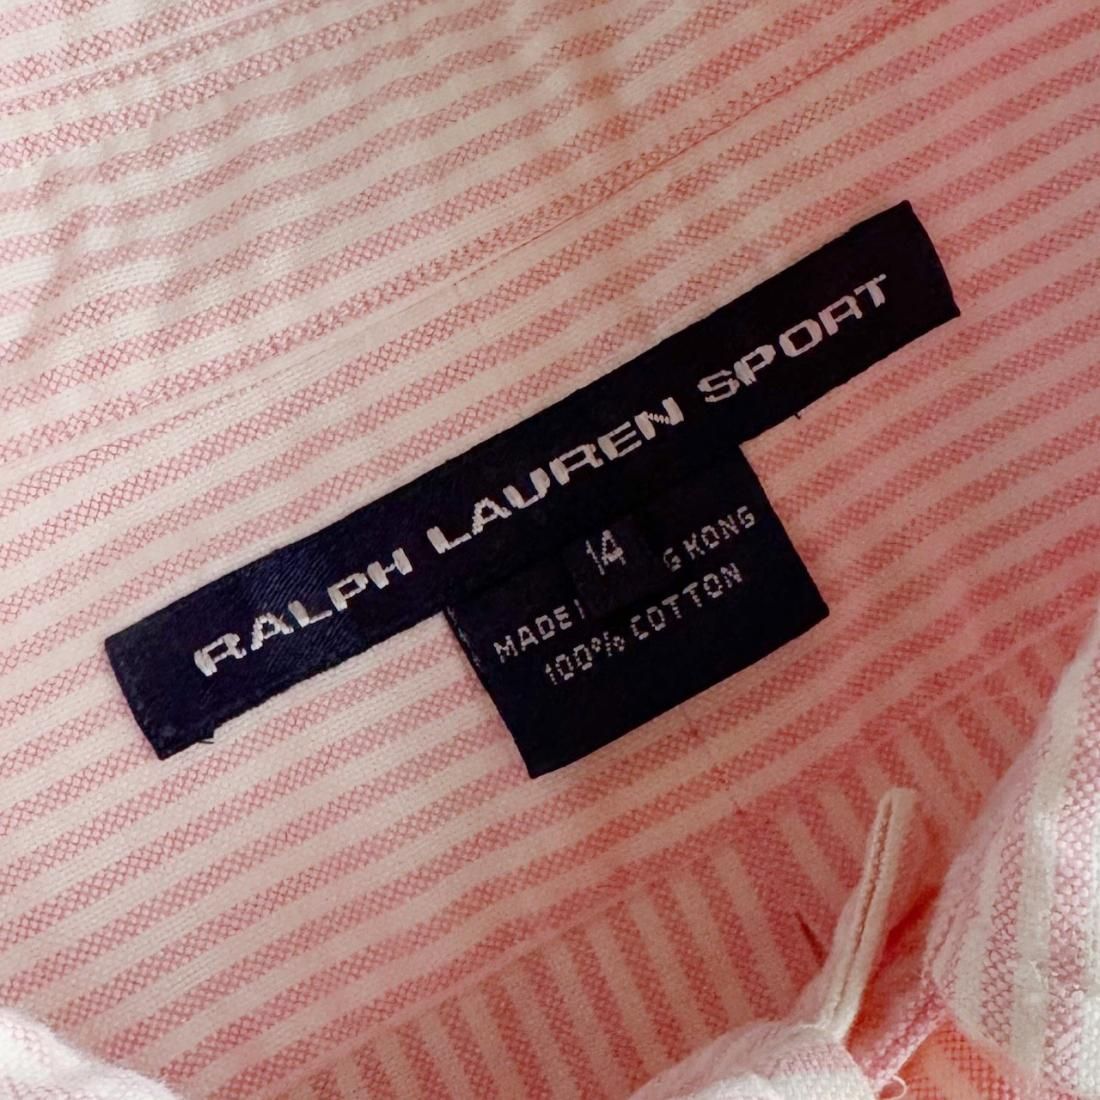 RALPH LAUREN SPORT
14
MADE G KONG
100% COTTON